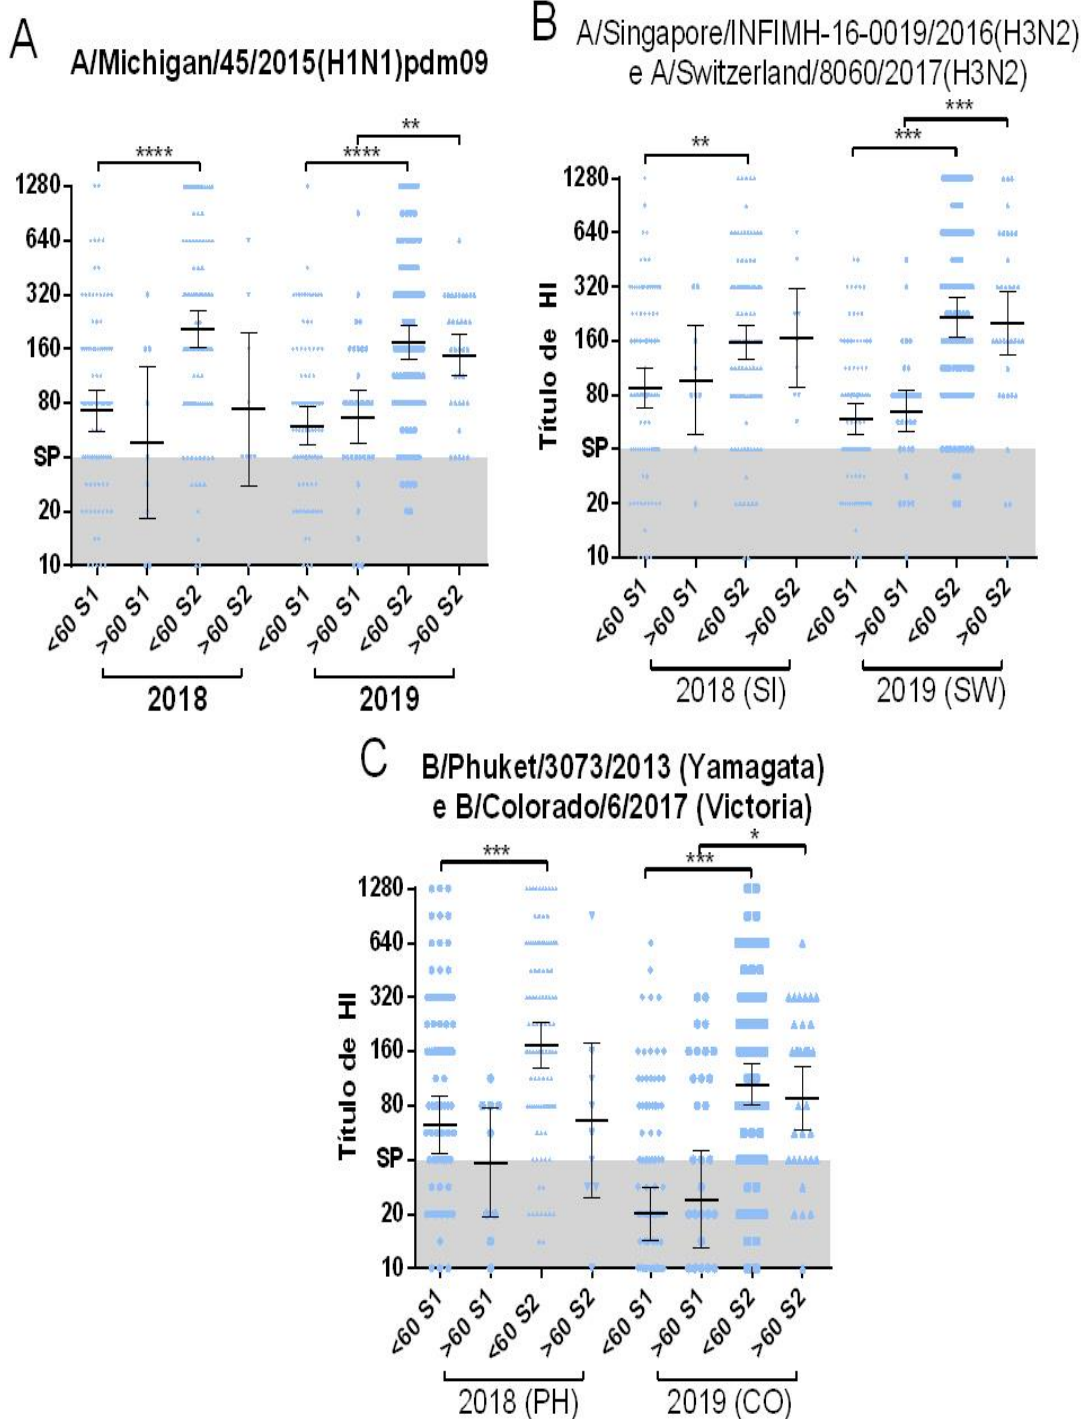 A
A/Michigan/45/2015(H1N1)pdm09
**
****
****
1280
640
320
160
80
SP
20
10
<60 S1
>60 S1
<60 S2
>60 S2
<60 S1
>60 S1
<60 S2
>60 S2
2018
2019
B
A/Singapore/INFIMH-16-0019/2016(H3N2)
e A/Switzerland/8060/2017(H3N2)
***
**
***
Título de HI
1280
640
320
160
80
SP
20
10
<60 S1
>60 S1
<60 S2
>60 S2
<60 S1
>60 S1
<60 S2
>60 S2
2018 (SI)
2019 (SW)
C
B/Phuket/3073/2013 (Yamagata)
e B/Colorado/6/2017 (Victoria)
*
***
***
Título de HI
1280
640
320
160
80
SP
20
10
<60 S1
>60 S1
<60 S2
>60 S2
<60 S1
>60 S1
<60 S2
>60 S2
2018 (PH)
2019 (CO)